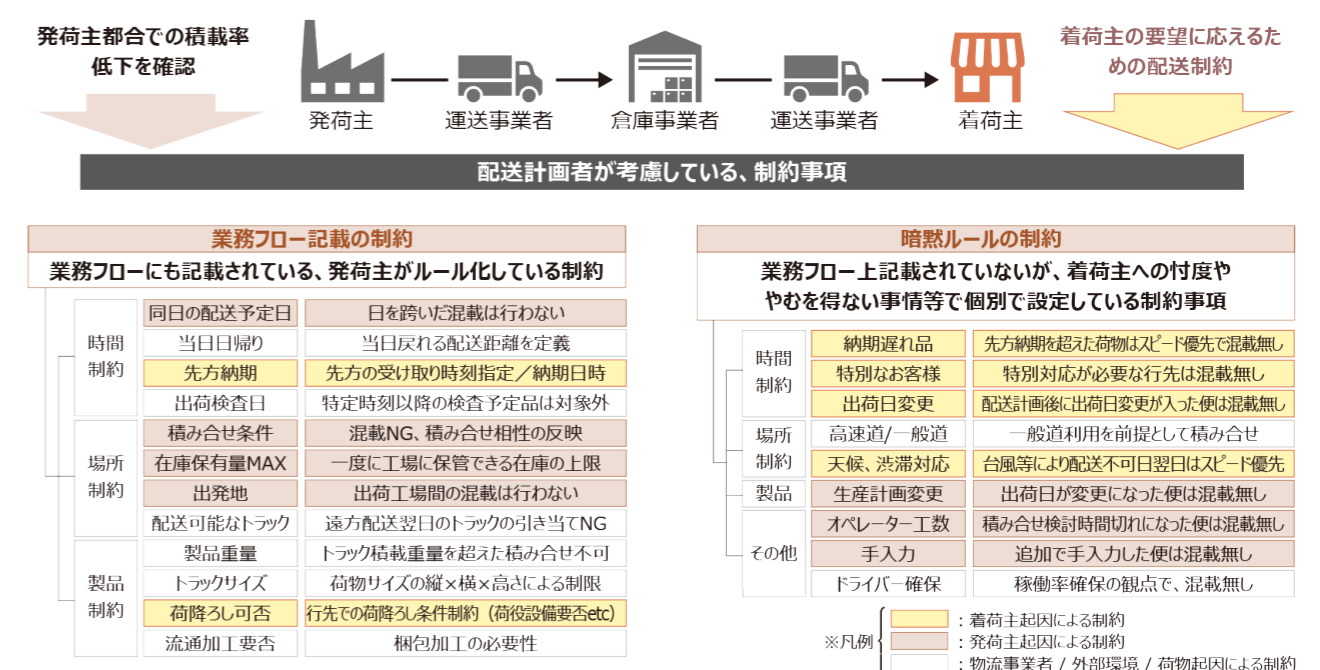 発荷主都合での積載率
低下を確認
発荷主
運送事業者
倉庫事業者
運送事業者
着荷主
着荷主の要望に応えるた
めの配送制約
配送計画者が考慮している、制約事項
業務フロー記載の制約
業務フローにも記載されている、発荷主がルール化している制約
時間
制約
同日の配送予定日 日を跨いだ混載は行わない
当日日帰り 当日戻れる配送距離を定義
先方納期 先方の受け取り時刻指定／納期日時
出荷検査日 特定時刻以降の検査予定品は対象外
場所
制約
積み合せ条件 混載NG、積み合せ相性の反映
在庫保有量MAX 一度に工場に保管できる在庫の上限
出発地 出荷工場間の混載は行わない
配送可能なトラック 遠方配送翌日のトラックの引き当てNG
製品
制約
製品重量 トラック積載重量を超えた積み合せ不可
トラックサイズ 荷物サイズの縦×横×高さによる制限
荷降ろし可否 行先での荷降ろし条件制約（荷役設備要否etc）
流通加工要否 梱包加工の必要性
暗黙ルールの制約
業務フロー上記載されていないが、着荷主への忖度や
やむを得ない事情等で個別で設定している制約事項
時間
制約
納期遅れ品 先方納期を超えた荷物はスピード優先で混載無し
特別なお客様 特別対応が必要な行先は混載無し
出荷日変更 配送計画後に出荷日変更が入った便は混載無し
場所
制約
高速道/一般道 一般道利用を前提として積み合せ
天候、渋滞対応 台風等により配送不可日翌日はスピード優先
製品
生産計画変更 出荷日が変更になった便は混載無し
その他
オペレーター工数 積み合せ検討時間切れになった便は混載無し
手入力 追加で手入力した便は混載無し
ドライバー確保 稼働率確保の観点で、混載無し
※凡例
：着荷主起因による制約
：発荷主起因による制約
：物流事業者 / 外部環境 / 荷物起因による制約